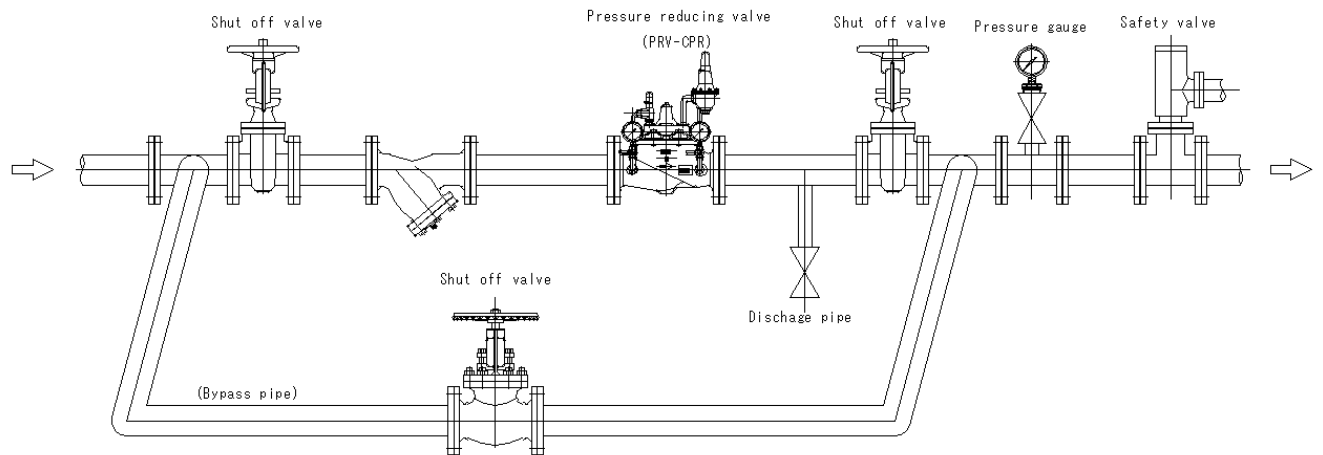 Shut off valve
Pressure reducing valve
(PRV-CPR)
Shut off valve
Pressure gauge
Safety valve
Shut off valve
Dischage pipe
(Bypass pipe)